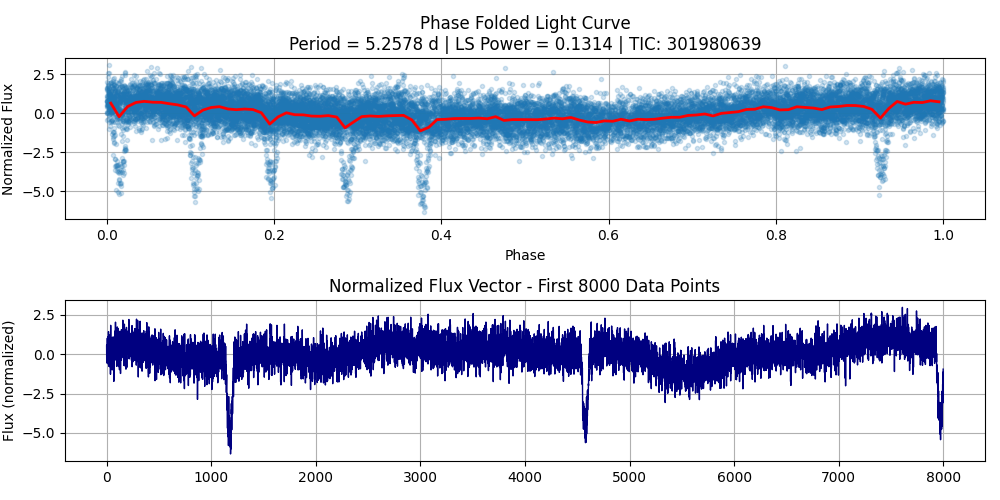 Phase Folded Light Curve
Period = 5.2578 d | LS Power = 0.1314 | TIC: 301980639
Normalized Flux
2.5
0.0
−2.5
−5.0
0.0 0.2 0.4 0.6 0.8 1.0
Phase
Normalized Flux Vector - First 8000 Data Points
Flux (normalized)
2.5
0.0
−2.5
−5.0
0 1000 2000 3000 4000 5000 6000 7000 8000